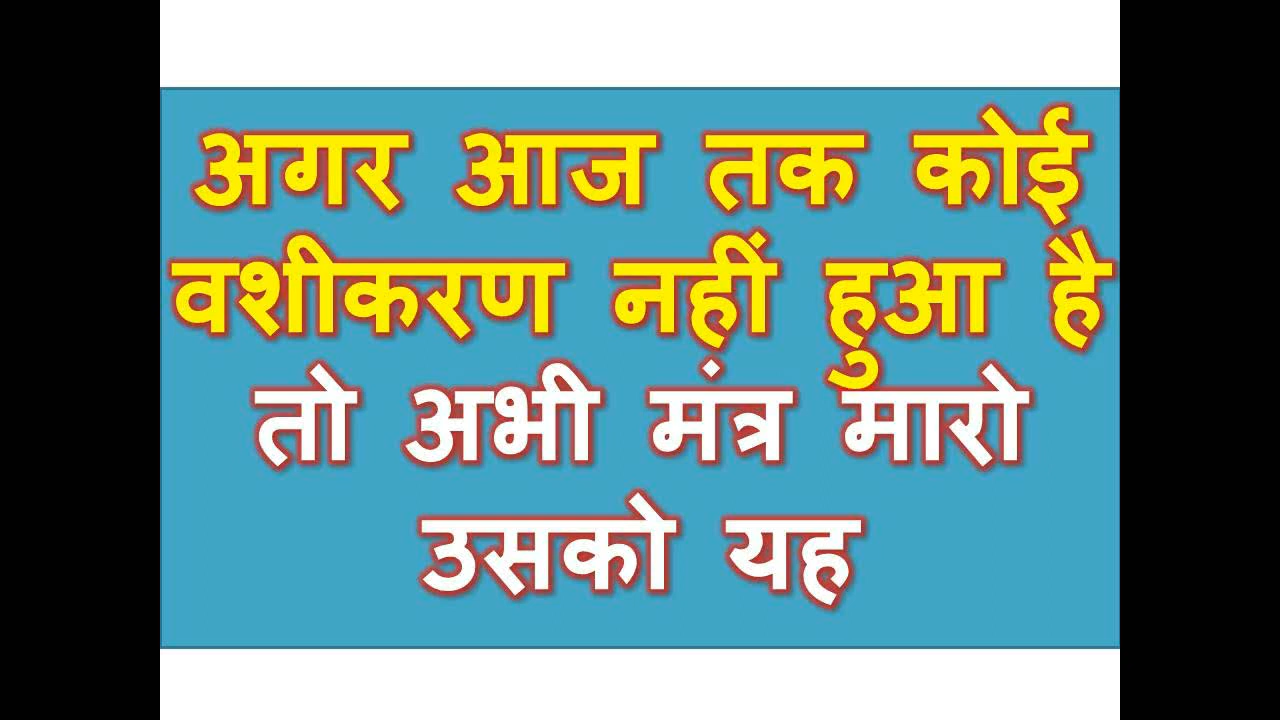 अगर आज तक कोई
वशीकरण नहीं हुआ है
तो अभी मंत्र मारो
उसको यह